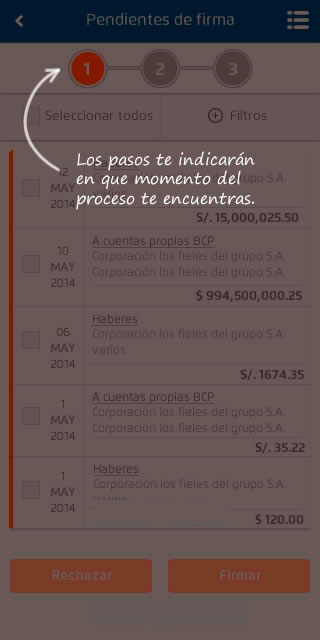 Pendientes de firma
1 2 3
Seleccionar todos Filtros
Los pasos te indicarán
en que momento del
proceso te encuentras.
12
MAY
2014
grupo S.A.
S/. 15,000,025.50
10
MAY
2014
A cuentas propias BCP
Corporación los fieles del grupo S.A.
Corporación los fieles del grupo S.A.
$ 994,500,000.25
06
MAY
2014
Haberes
Corporación los fieles del grupo S.A.
varios
S/. 1674.35
1
MAY
2014
A cuentas propias BCP
Corporación los fieles del grupo S.A.
Corporación los fieles del grupo S.A.
S/. 35.22
1
MAY
2014
Haberes
Corporación los fieles del grupo S.A.
varios
$ 120.00
Rechazar Firmar